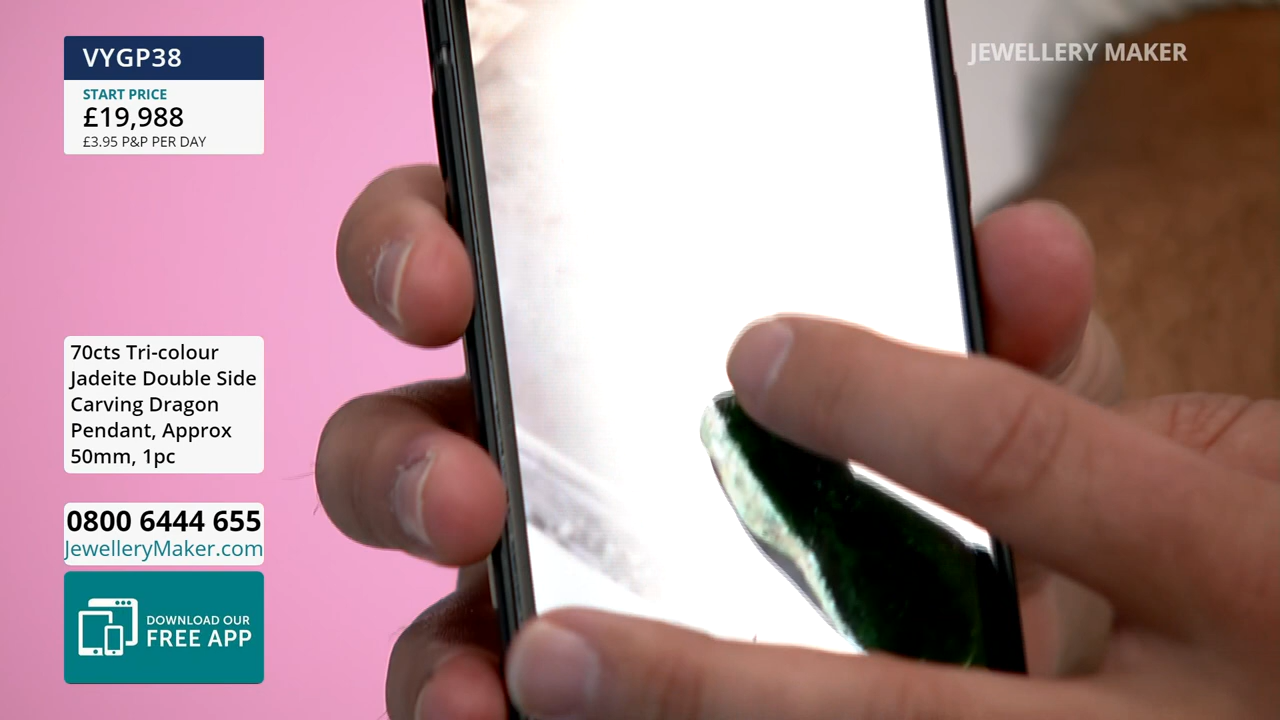 VYGP38
START PRICE
£19,988
£3.95 P&P PER DAY
JEWELLERY MAKER
70cts Tri-colour
Jadeite Double Side
Carving Dragon
Pendant, Approx
50mm, 1pc
0800 6444 655
JewelleryMaker.com
DOWNLOAD OUR
FREE APP